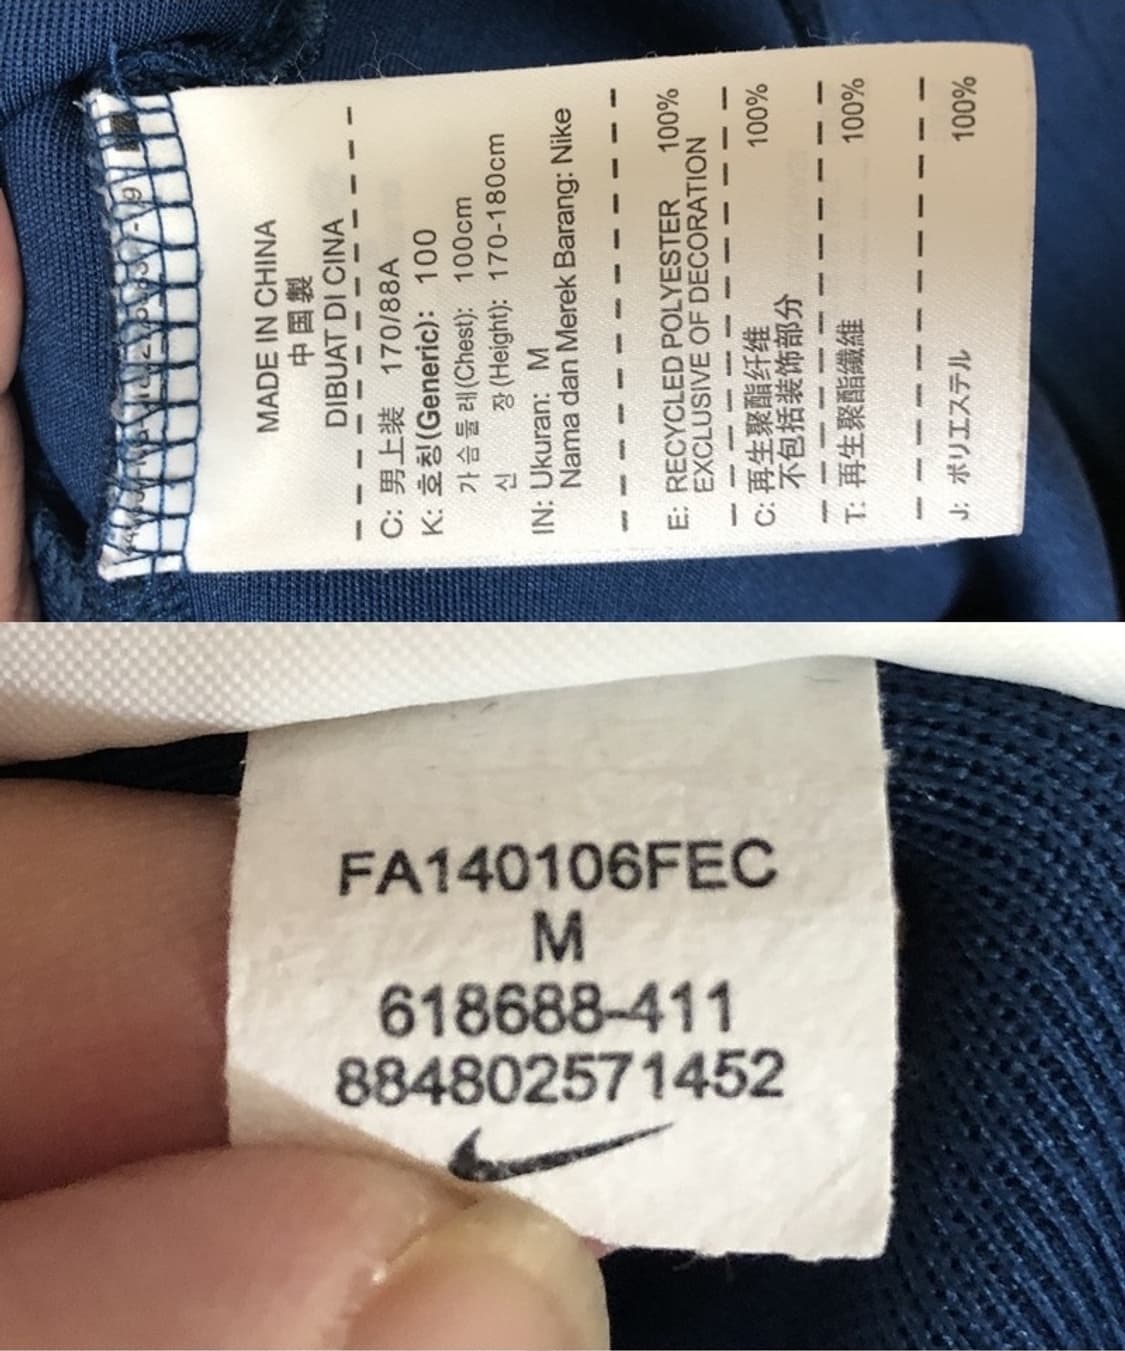 MADE IN CHINA
中國製
DIBUAT DI CINA
C: 男上装 170/88A
K: 호칭(Generic): 100
가슴둘레(Chest): 100cm
신 장(Height): 170-180cm
IN: Ukuran: M
Nama dan Merek Barang: Nike
E: RECYCLED POLYESTER 100%
EXCLUSIVE OF DECORATION
C: 再生聚酯纤维 100%
不包括装饰部分
T: 再生聚酯纖維 100%
J: ポリエステル 100%
FA140106FEC
M
618688-411
884802571452